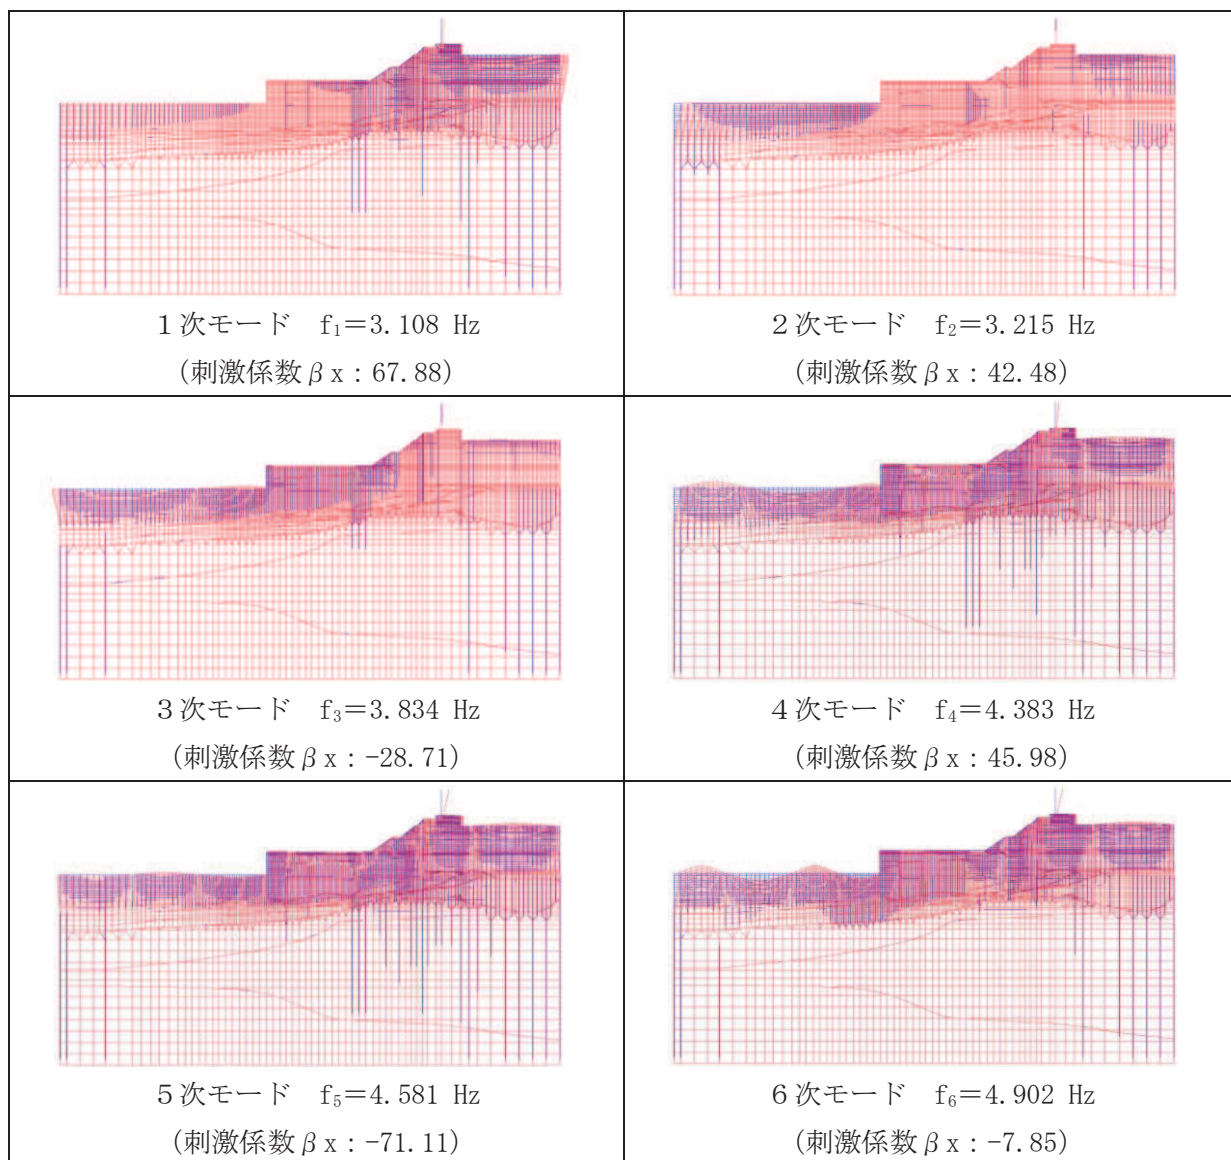 1次モード f₁=3.108 Hz
(刺激係数βx:67.88)
2次モード f₂=3.215 Hz
(刺激係数βx:42.48)
3次モード f₃=3.834 Hz
(刺激係数βx:-28.71)
4次モード f₄=4.383 Hz
(刺激係数βx:45.98)
5次モード f₅=4.581 Hz
(刺激係数βx:-71.11)
6次モード f₆=4.902 Hz
(刺激係数βx:-7.85)